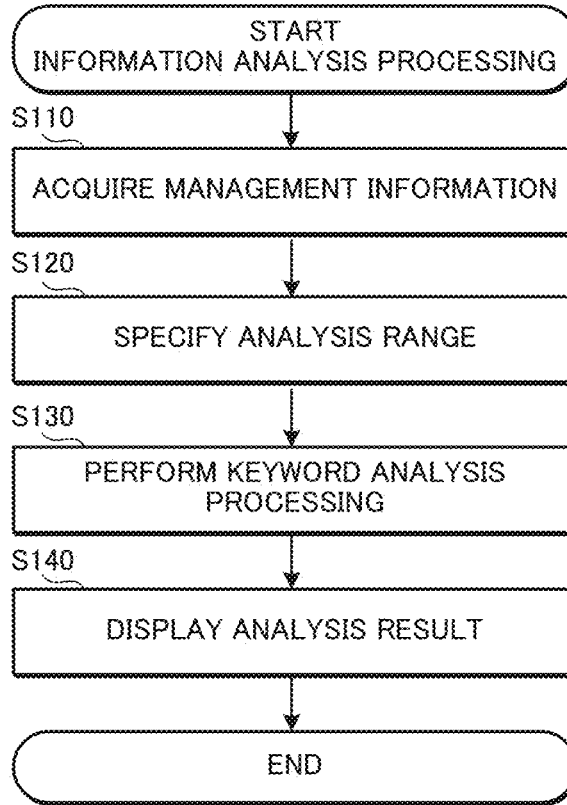 START
INFORMATION ANALYSIS PROCESSING
S110
ACQUIRE MANAGEMENT INFORMATION
S120
SPECIFY ANALYSIS RANGE
S130
PERFORM KEYWORD ANALYSIS
PROCESSING
S140
DISPLAY ANALYSIS RESULT
END